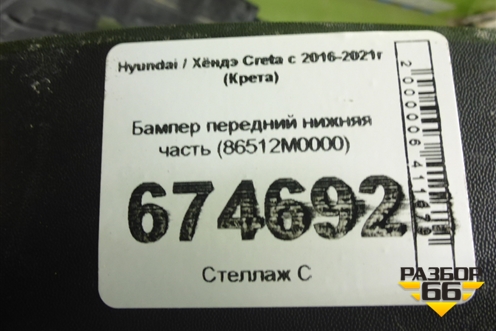 Hyundai / Хёндэ Creta с 2016-2021г
(Крета)
Бампер передний нижняя
часть (86512M0000)
674692
Стеллаж С
РАЗБОР
66